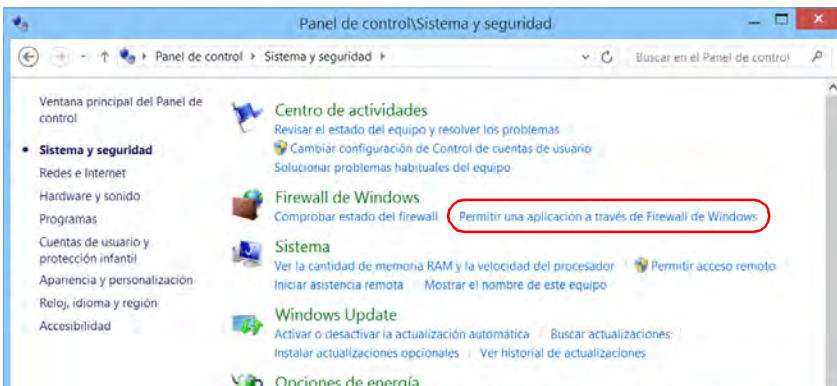 Panel de control\Sistema y seguridad
Panel de control Sistema y seguridad
Buscar en el Panel de control
Ventana principal del Panel de
control
Sistema y seguridad
Redes e Internet
Hardware y sonido
Programas
Cuentas de usuario y
protección infantil
Apariencia y personalización
Reloj, idioma y región
Accesibilidad
Centro de actividades
Revisar el estado del equipo y resolver los problemas
Cambiar configuración de Control de cuentas de usuario
Solucionar problemas habituales del equipo
Firewall de Windows
Comprobar estado del firewall Permitir una aplicación a través de Firewall de Windows
Sistema
Ver la cantidad de memoria RAM y la velocidad del procesador Permitir acceso remoto
Iniciar asistencia remota Mostrar el nombre de este equipo
Windows Update
Activar o desactivar la actualización automática Buscar actualizaciones
Instalar actualizaciones opcionales Ver historial de actualizaciones
Opciones de energía